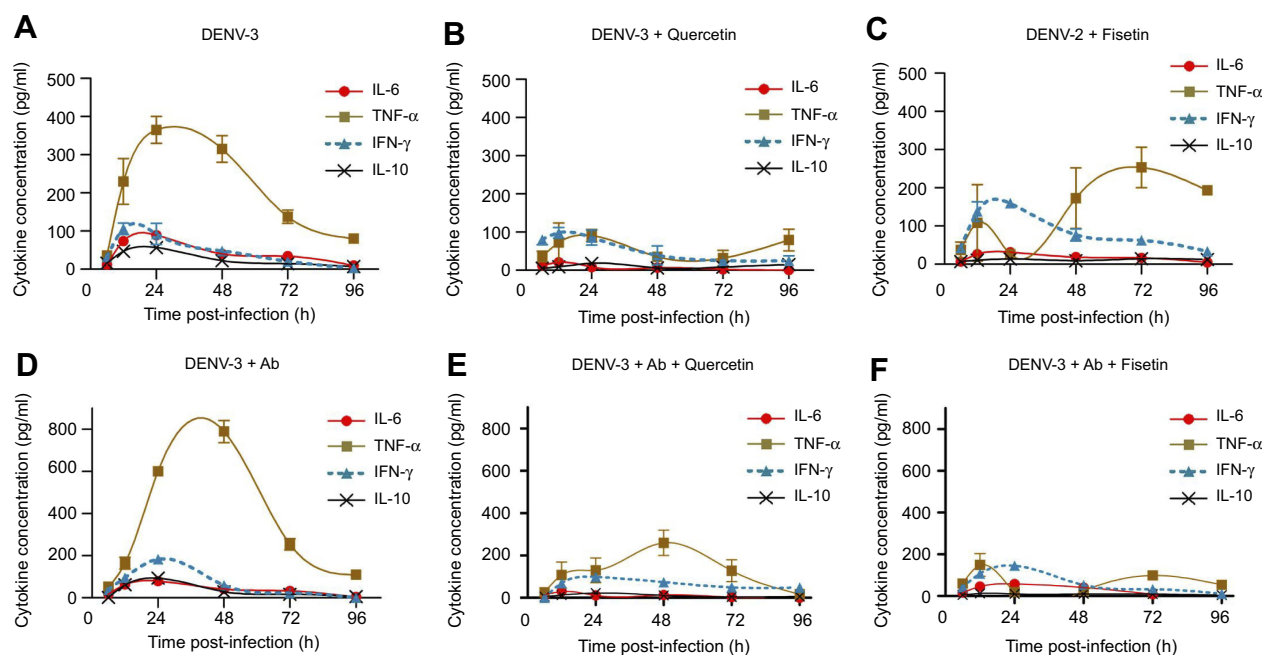 A
DENV-3
Cytokine concentration (pg/ml)
500
400
300
200
100
0
IL-6
TNF-α
IFN-γ
IL-10
0 24 48 72 96
Time post-infection (h)
B
DENV-3 + Quercetin
Cytokine concentration (pg/ml)
500
400
300
200
100
0
IL-6
TNF-α
IFN-γ
IL-10
0 24 48 72 96
Time post-infection (h)
C
DENV-2 + Fisetin
Cytokine concentration (pg/ml)
500
400
300
200
100
0
IL-6
TNF-α
IFN-γ
IL-10
0 24 48 72 96
Time post-infection (h)
D
DENV-3 + Ab
Cytokine concentration (pg/ml)
800
600
400
200
0
IL-6
TNF-α
IFN-γ
IL-10
0 24 48 72 96
Time post-infection (h)
E
DENV-3 + Ab + Quercetin
Cytokine concentration (pg/ml)
800
600
400
200
0
IL-6
TNF-α
IFN-γ
IL-10
0 24 48 72 96
Time post-infection (h)
F
DENV-3 + Ab + Fisetin
Cytokine concentration (pg/ml)
800
600
400
200
0
IL-6
TNF-α
IFN-γ
IL-10
0 24 48 72 96
Time post-infection (h)